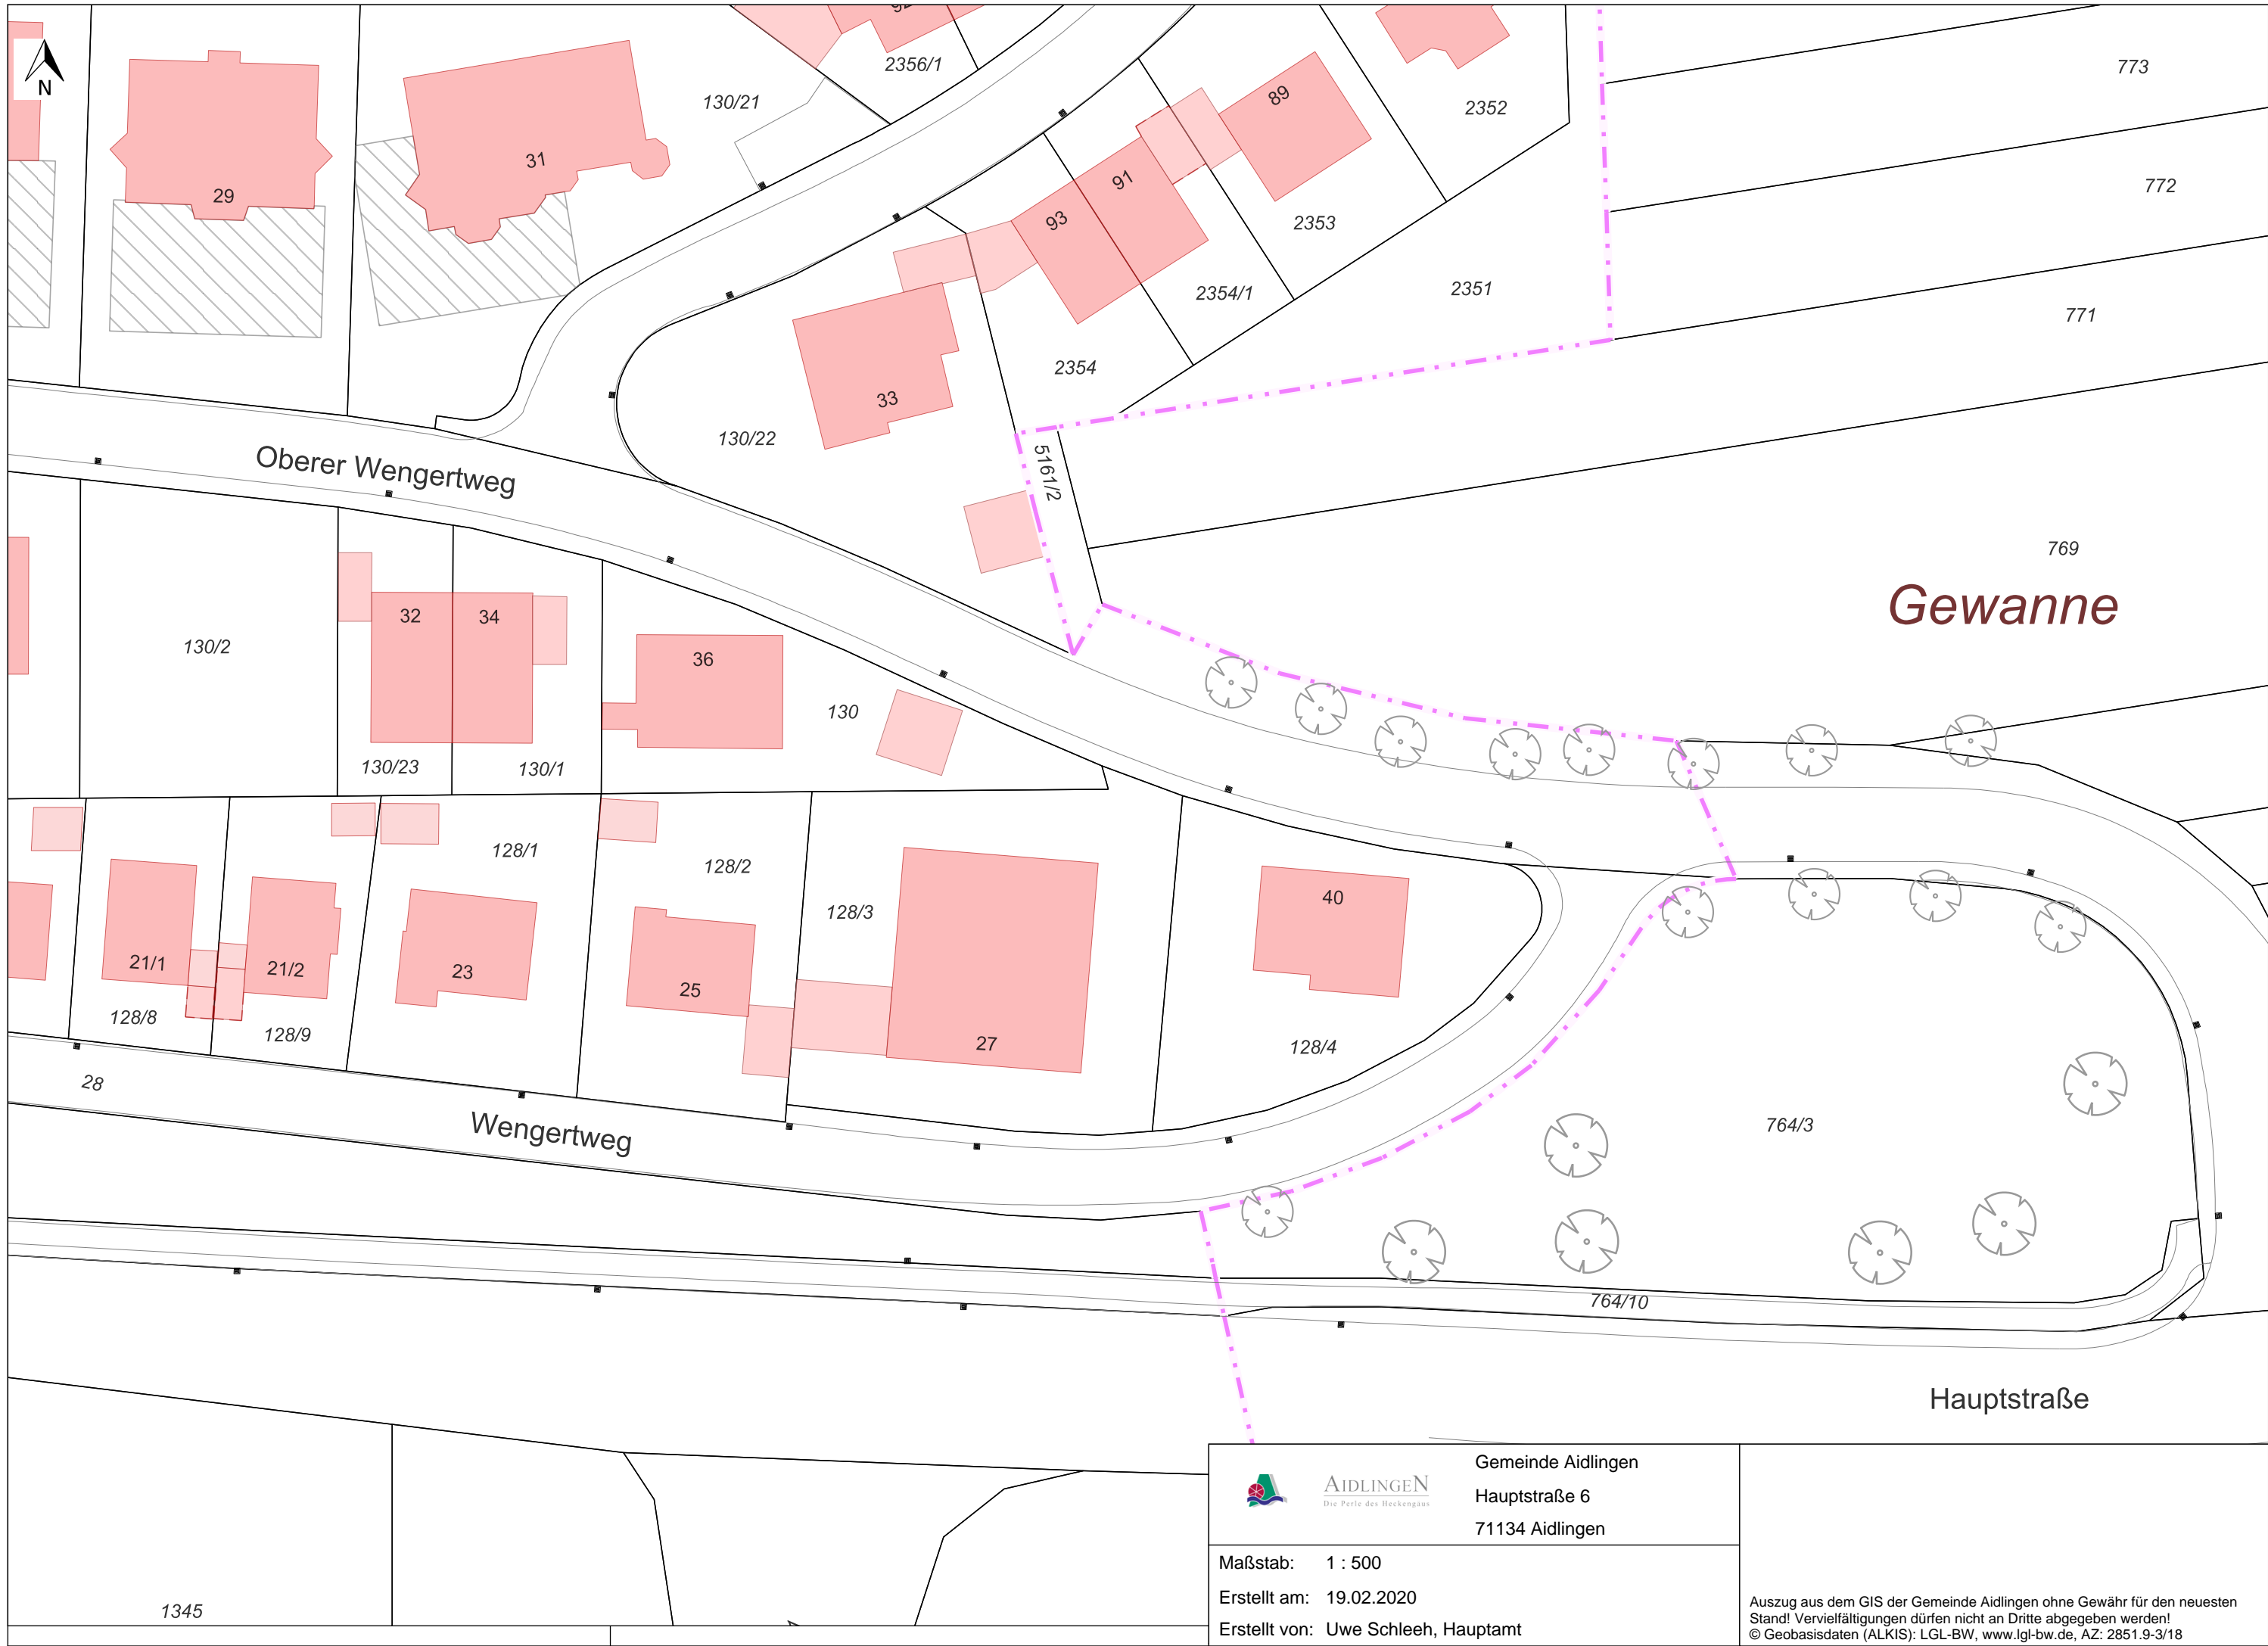 N
92
2356/1
773
130/21
89
2352
31
772
29
91
93
2353
2354/1
2351
771
2354
33
130/22
Oberer Wengertweg
5161/2
769
Gewanne
130/2
32
34
36
130
130/23
130/1
128/1
128/2
128/3
40
21/1
21/2
23
25
128/8
128/9
27
128/4
28
Wengertweg
764/3
764/10
Hauptstraße
1345
AIDLINGEN
Die Perle des Heckengäus
Gemeinde Aidlingen
Hauptstraße 6
71134 Aidlingen
Maßstab: 1 : 500
Erstellt am: 19.02.2020
Erstellt von: Uwe Schleeh, Hauptamt
Auszug aus dem GIS der Gemeinde Aidlingen ohne Gewähr für den neuesten
Stand! Vervielfältigungen dürfen nicht an Dritte abgegeben werden!
© Geobasisdaten (ALKIS): LGL-BW, www.lgl-bw.de, AZ: 2851.9-3/18